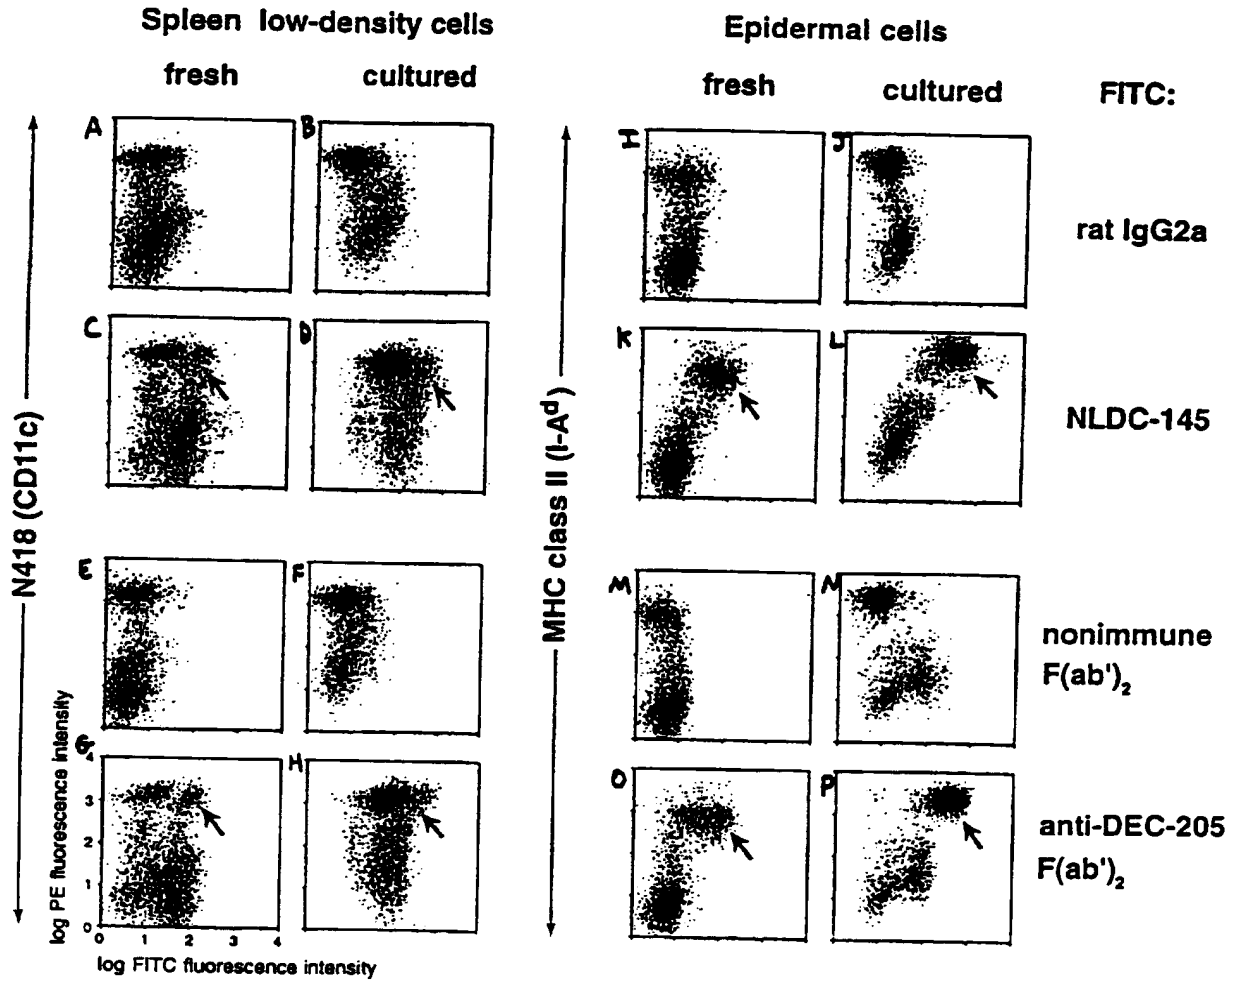 Spleen low-density cells
Epidermal cells
fresh
cultured
fresh
cultured
FITC:
A
B
I
J
rat IgG2a
C
D
K
L
NLDC-145
N418 (CD11c)
MHC class II (I-Aᵈ)
E
F
M
N
nonimmune
F(ab')₂
G
H
O
P
anti-DEC-205
F(ab')₂
log PE fluorescence intensity
4
3
2
1
0
0 1 2 3 4
log FITC fluorescence intensity